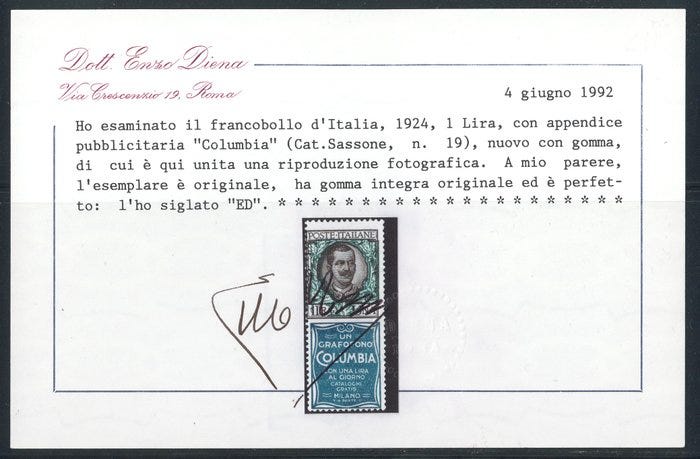 Dott. Enzo Diena
Via Crescenzio 19, Roma
4 giugno 1992
Ho esaminato il francobollo d'Italia, 1924, 1 Lira, con appendice
pubblicitaria "Columbia" (Cat.Sassone, n. 19), nuovo con gomma,
di cui è qui unita una riproduzione fotografica. A mio parere,
l'esemplare è originale, ha gomma integra originale ed è perfet-
to: l'ho siglato "ED". * * * * * * * * * * * * * * * * * * * * *
POSTE·ITALIANE
UN
GRAFOFONO
COLUMBIA
CON UNA LIRA
AL GIORNO
CATALOGHI
GRATIS
MILANO